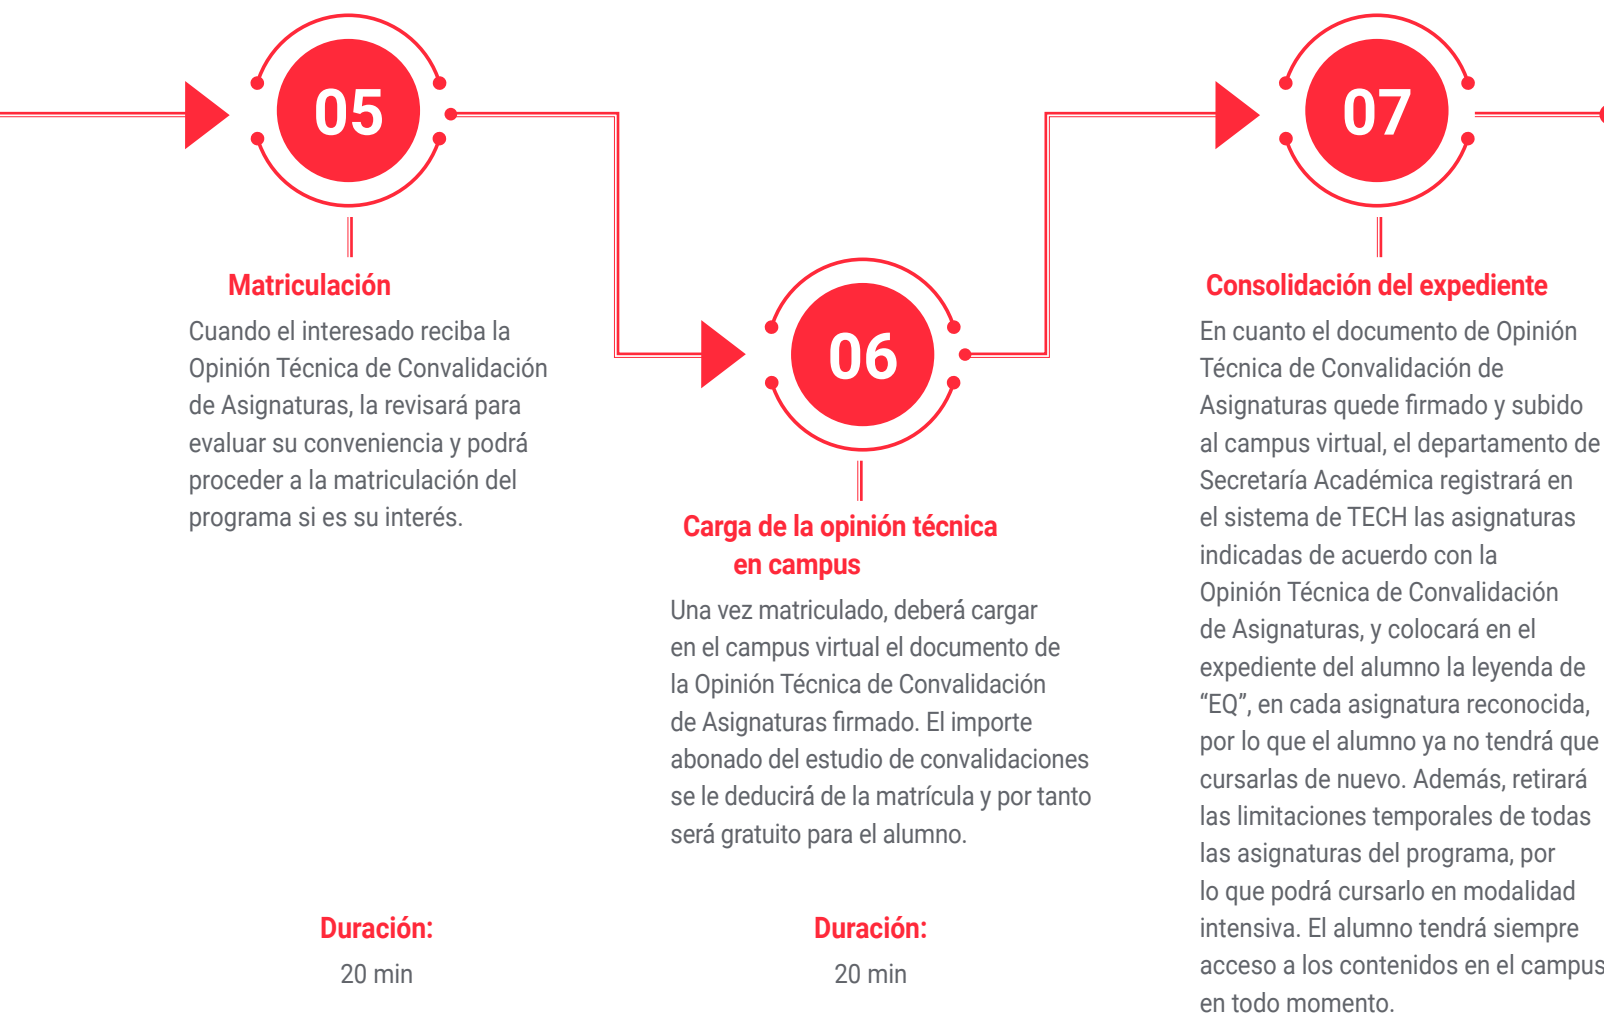 05
Matriculación
Cuando el interesado reciba la
Opinión Técnica de Convalidación
de Asignaturas, la revisará para
evaluar su conveniencia y podrá
proceder a la matriculación del
programa si es su interés.
Duración:
20 min
06
Carga de la opinión técnica
en campus
Una vez matriculado, deberá cargar
en el campus virtual el documento de
la Opinión Técnica de Convalidación
de Asignaturas firmado. El importe
abonado del estudio de convalidaciones
se le deducirá de la matrícula y por tanto
será gratuito para el alumno.
Duración:
20 min
07
Consolidación del expediente
En cuanto el documento de Opinión
Técnica de Convalidación de
Asignaturas quede firmado y subido
al campus virtual, el departamento de
Secretaría Académica registrará en
el sistema de TECH las asignaturas
indicadas de acuerdo con la
Opinión Técnica de Convalidación
de Asignaturas, y colocará en el
expediente del alumno la leyenda de
“EQ”, en cada asignatura reconocida,
por lo que el alumno ya no tendrá que
cursarlas de nuevo. Además, retirará
las limitaciones temporales de todas
las asignaturas del programa, por
lo que podrá cursarlo en modalidad
intensiva. El alumno tendrá siempre
acceso a los contenidos en el campus
en todo momento.